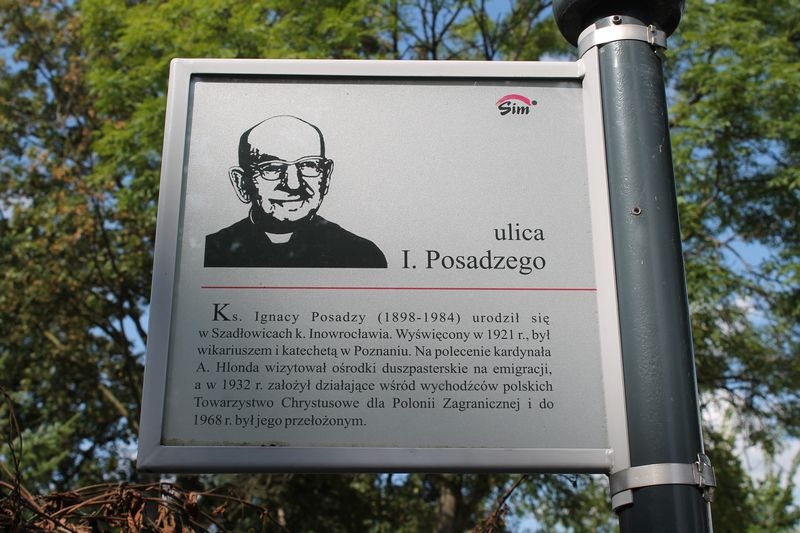 Sim
ulica
I. Posadzego
Ks. Ignacy Posadzy (1898-1984) urodził się
w Szadłowicach k. Inowrocławia. Wyświęcony w 1921 r., był
wikariuszem i katechetą w Poznaniu. Na polecenie kardynała
A. Hlonda wizytował ośrodki duszpasterskie na emigracji,
a w 1932 r. założył działające wśród wychodźców polskich
Towarzystwo Chrystusowe dla Polonii Zagranicznej i do
1968 r. był jego przełożonym.